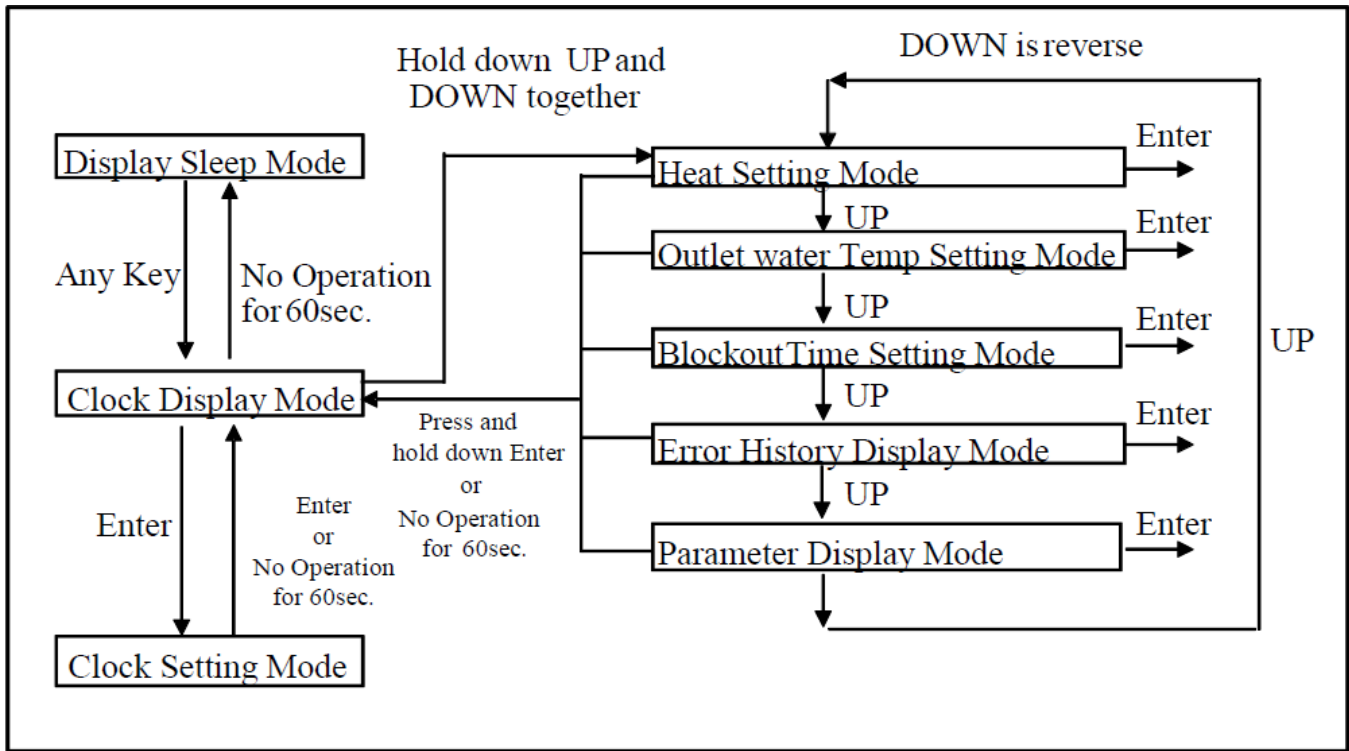 DOWN is reverse
Hold down UP and
DOWN together
Display Sleep Mode
Any Key
No Operation
for 60sec.
Clock Display Mode
Enter
Enter
or
No Operation
for 60sec.
Clock Setting Mode
Press and
hold down Enter
or
No Operation
for 60sec.
Heat Setting Mode
Enter
UP
Outlet water Temp Setting Mode
Enter
UP
Blockout Time Setting Mode
Enter
UP
Error History Display Mode
Enter
UP
Parameter Display Mode
Enter
UP